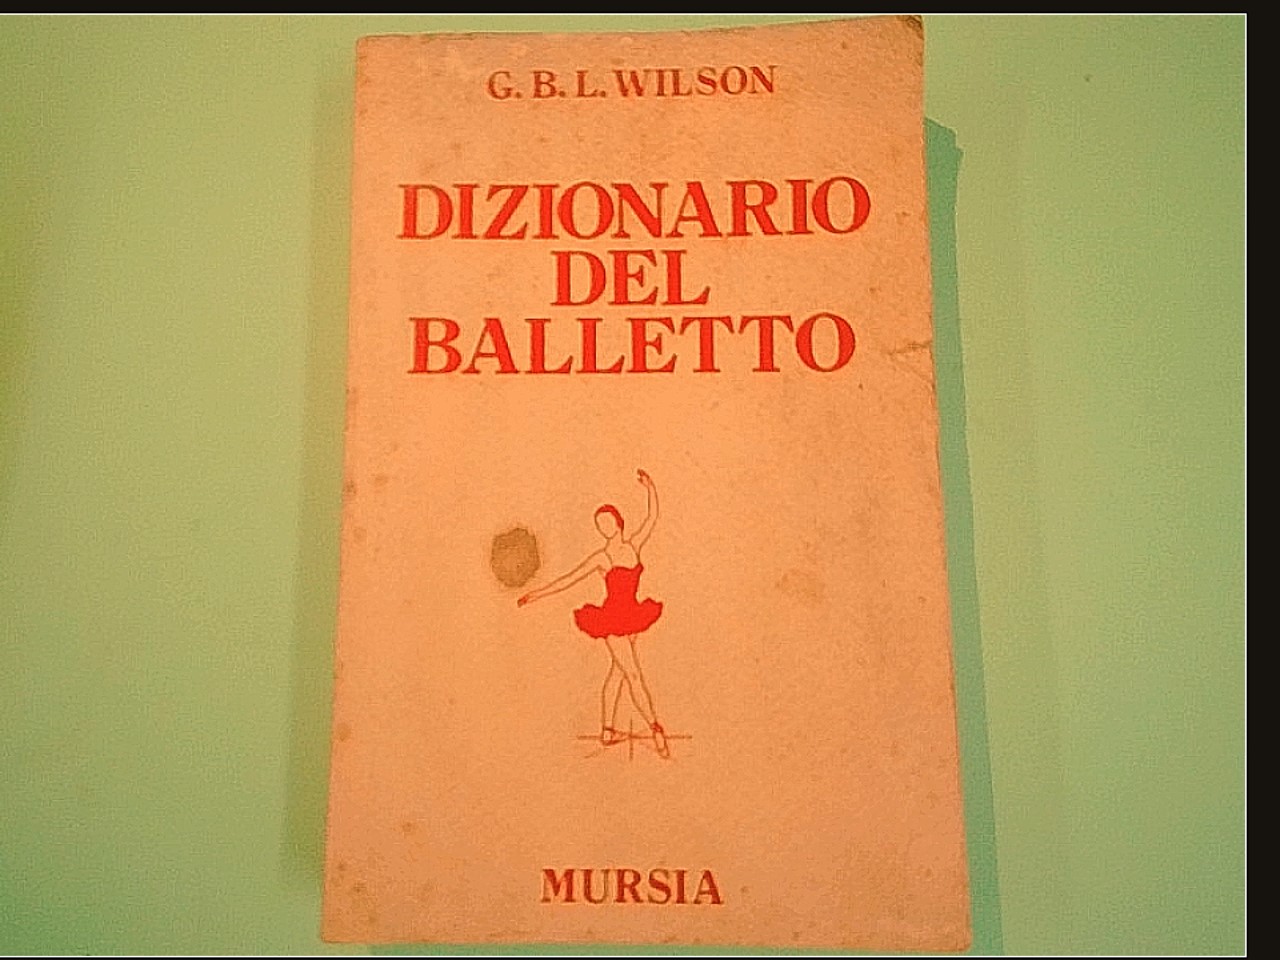 G. B. L. WILSON
DIZIONARIO
DEL
BALLETTO
MURSIA